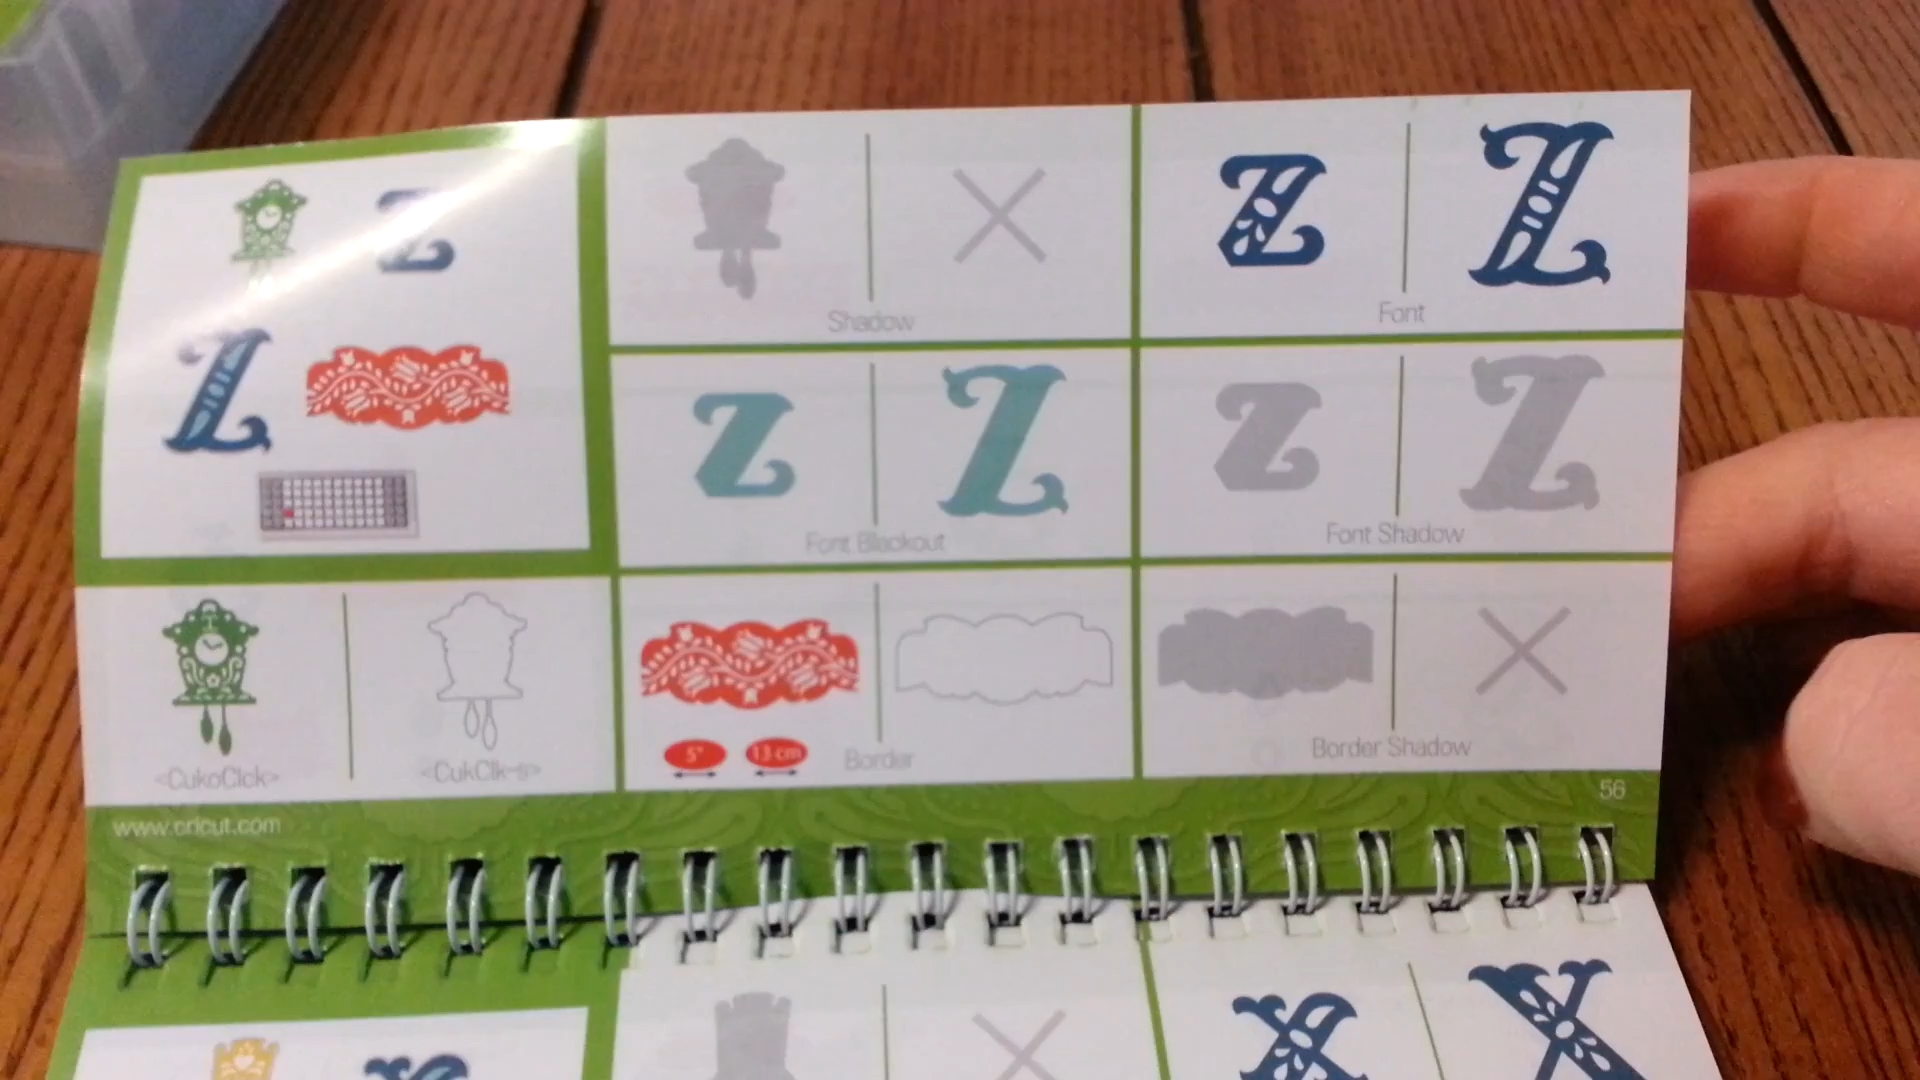 z
Z
Shadow
z Z
Font
z Z
Font Blackout
z Z
Font Shadow
<CukoClck>
<CukClk-s>
5" 13 cm
Border
Border Shadow
56
www.cricut.com
x X